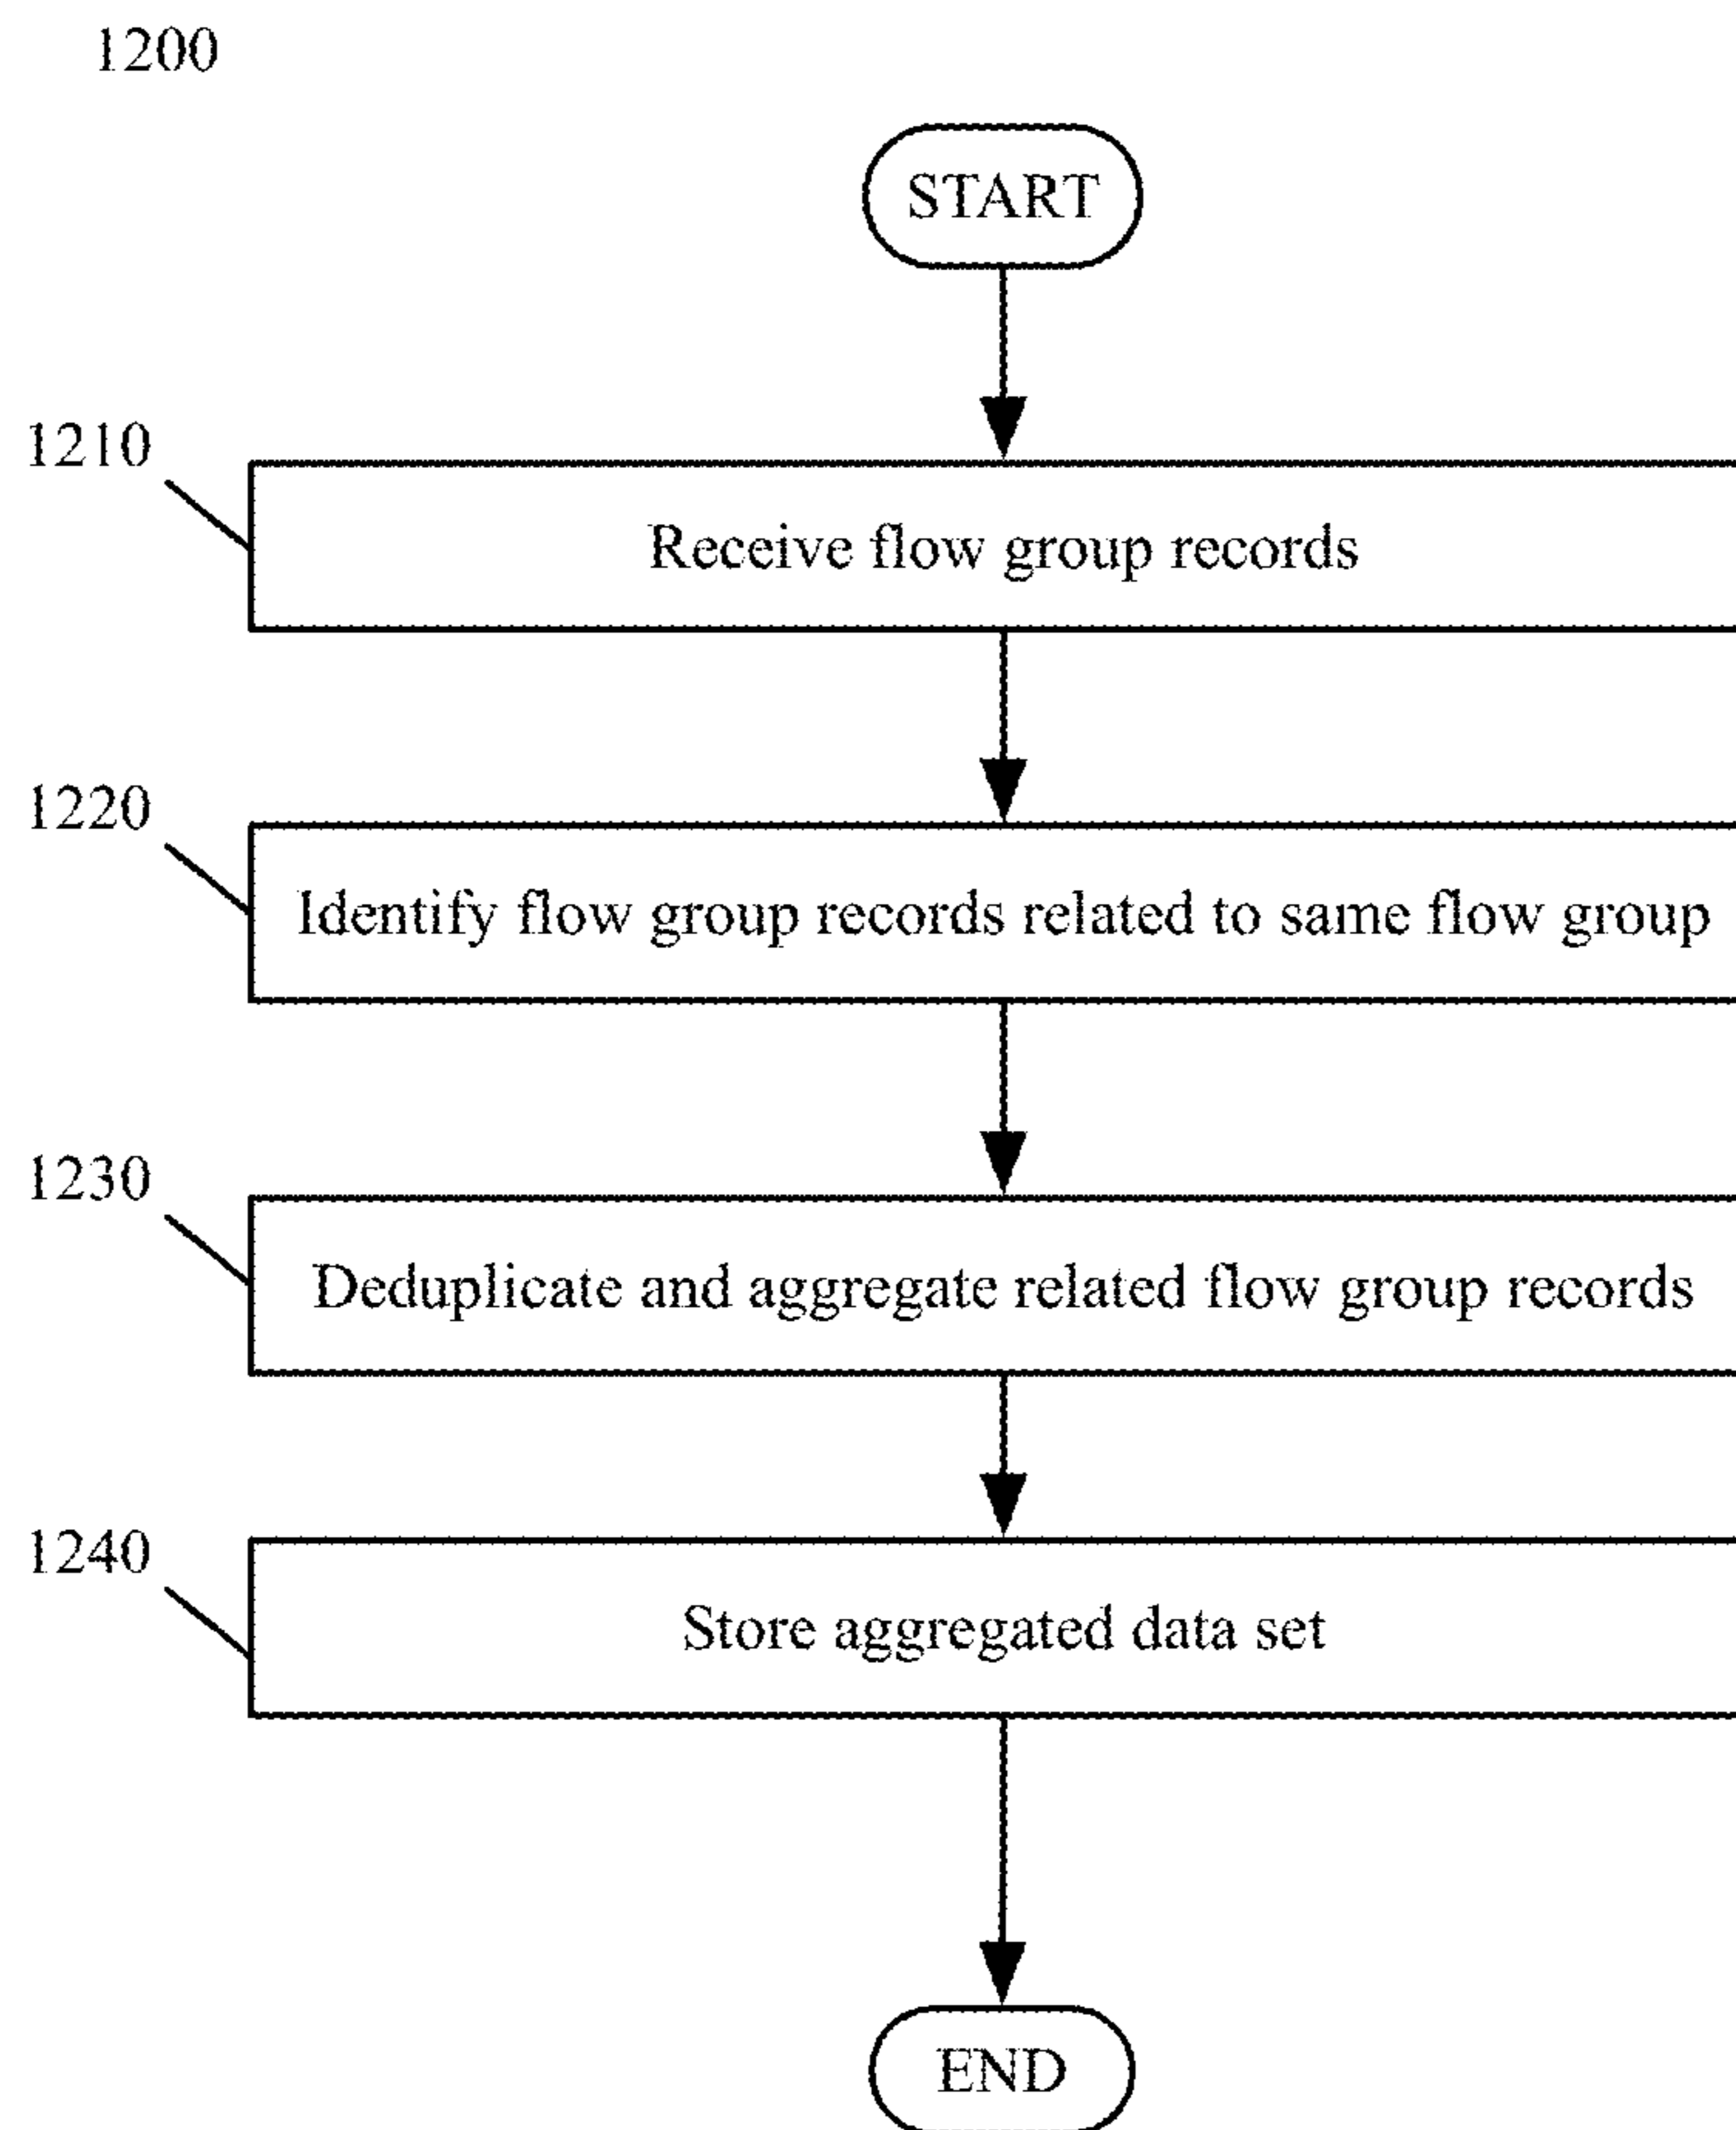 1200
START
1210
Receive flow group records
1220
Identify flow group records related to same flow group
1230
Deduplicate and aggregate related flow group records
1240
Store aggregated data set
END